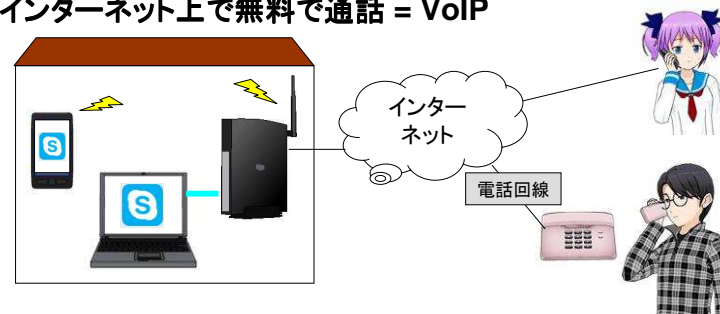 インターネット上で無料で通話 = VoIP
インター
ネット
S
S
電話回線